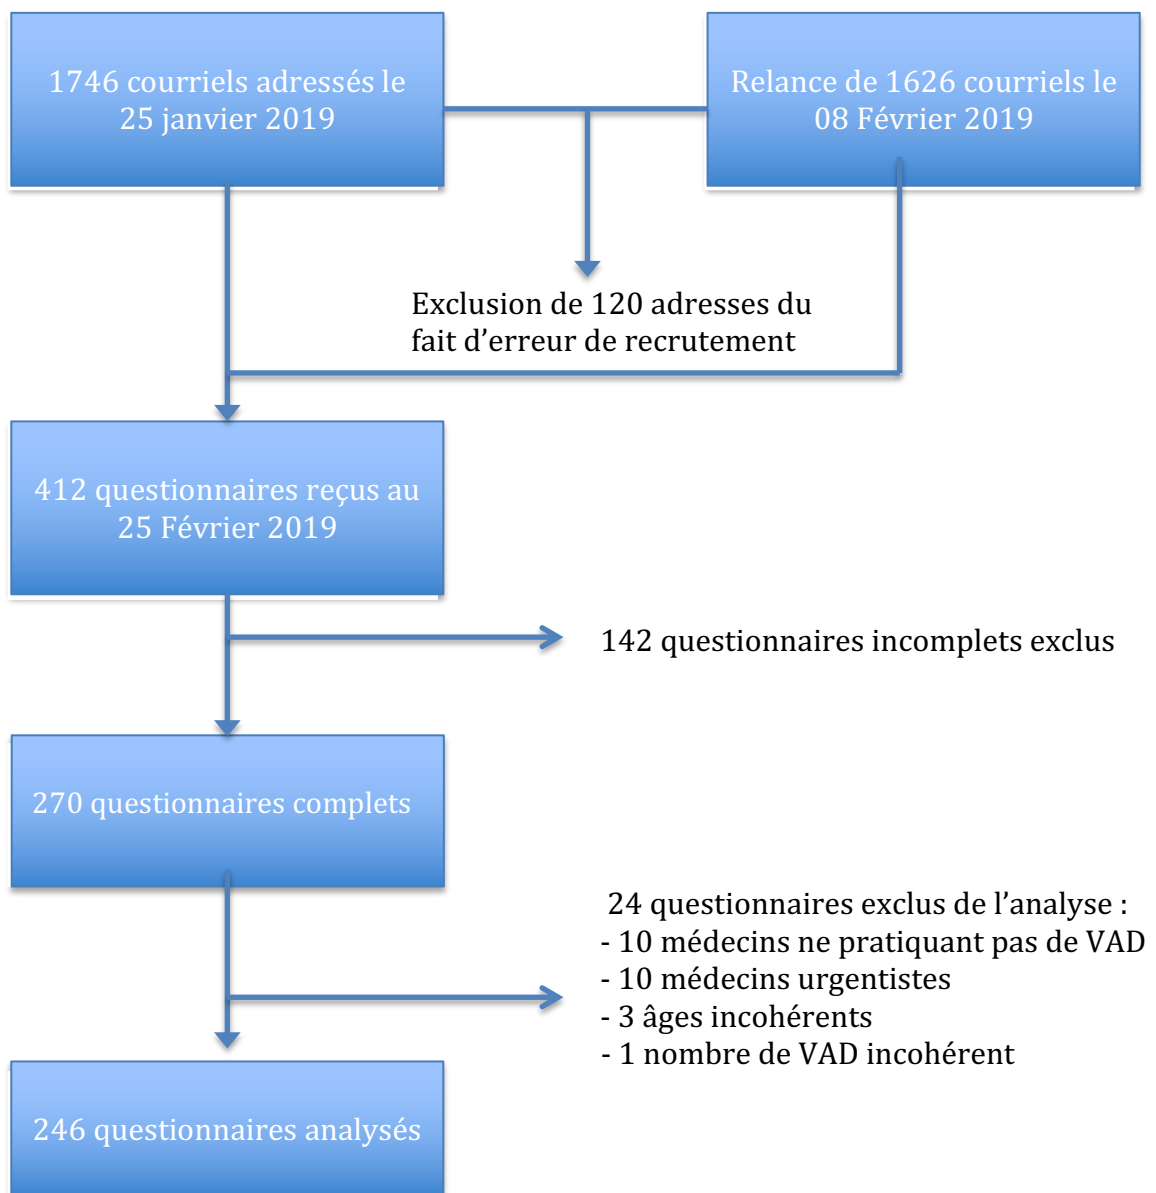 1746 courriels adressés le
25 janvier 2019
Relance de 1626 courriels le
08 Février 2019
Exclusion de 120 adresses du
fait d’erreur de recrutement
412 questionnaires reçus au
25 Février 2019
142 questionnaires incomplets exclus
270 questionnaires complets
24 questionnaires exclus de l’analyse :
- 10 médecins ne pratiquant pas de VAD
- 10 médecins urgentistes
- 3 âges incohérents
- 1 nombre de VAD incohérent
246 questionnaires analysés